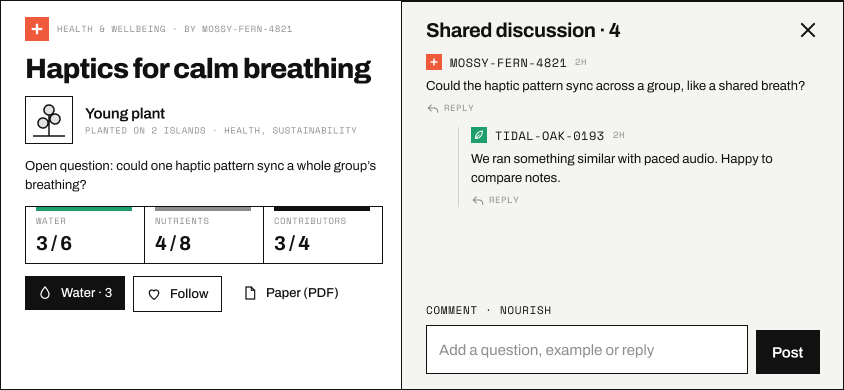 HEALTH & WELLBEING · BY MOSSY-FERN-4821
Haptics for calm breathing
Young plant
PLANTED ON 2 ISLANDS · HEALTH, SUSTAINABILITY
Open question: could one haptic pattern sync a whole group's
breathing?
WATER
3/6
NUTRIENTS
4/8
CONTRIBUTORS
3/4
Water · 3
Follow
Paper (PDF)
Shared discussion · 4
MOSSY-FERN-4821 2H
Could the haptic pattern sync across a group, like a shared breath?
REPLY
TIDAL-OAK-0193 2H
We ran something similar with paced audio. Happy to
compare notes.
REPLY
COMMENT · NOURISH
Add a question, example or reply
Post